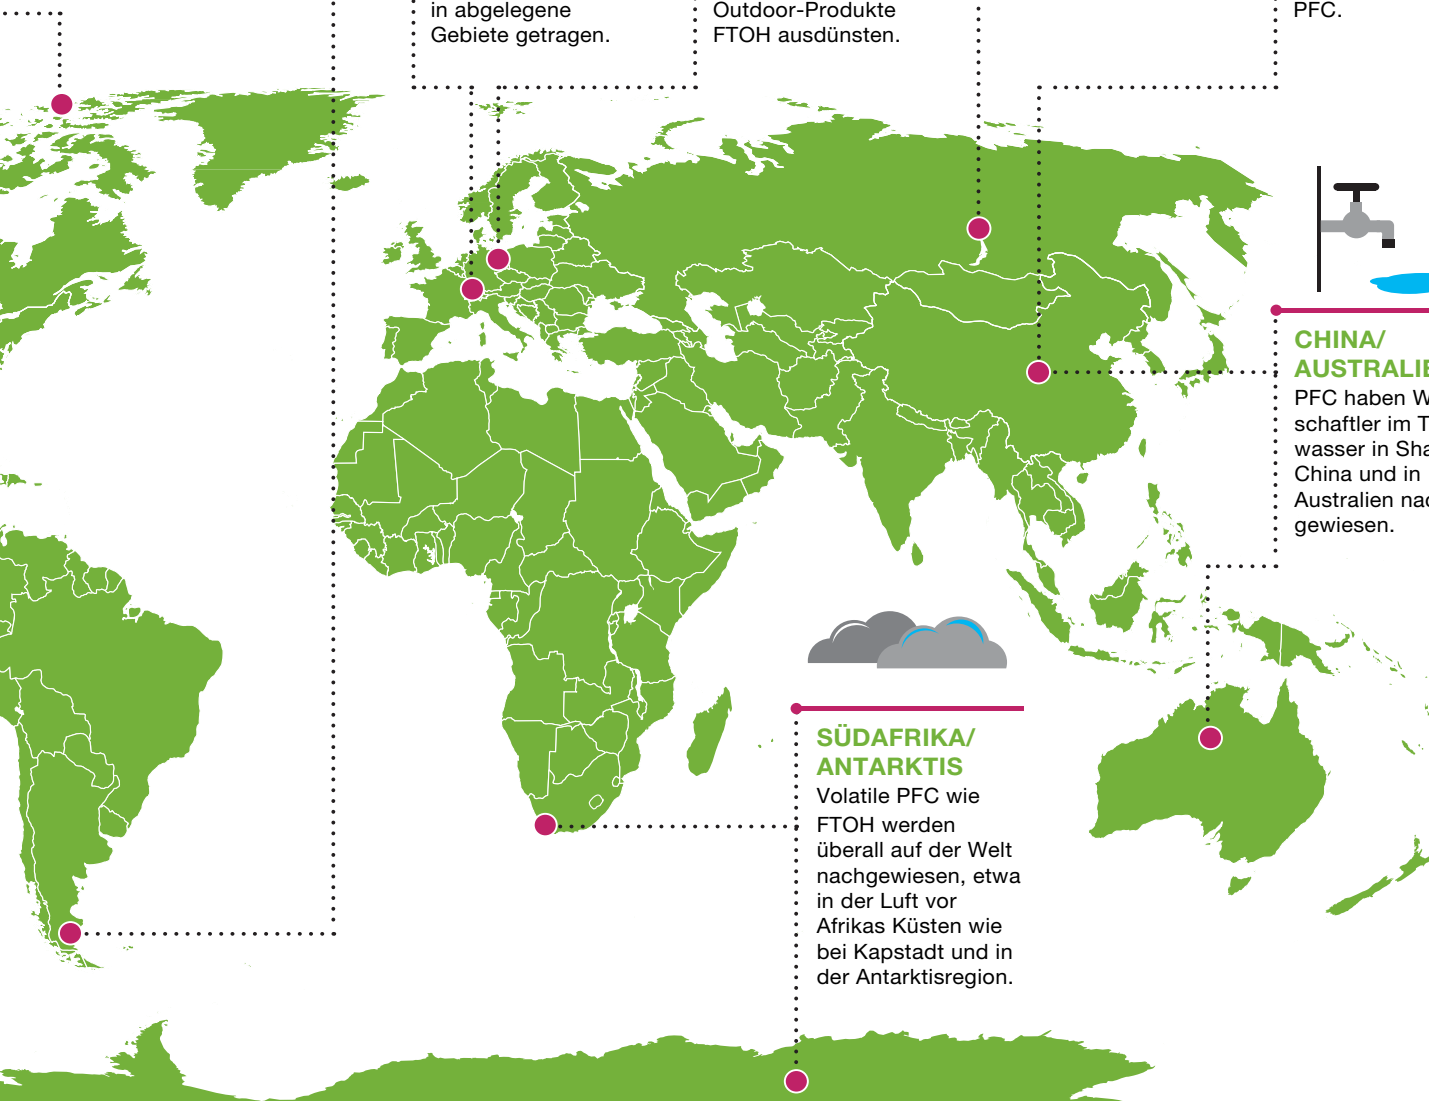 in abgelegene
Gebiete getragen.
Outdoor-Produkte
FTOH ausdünsten.
PFC.
CHINA/
AUSTRALIE
PFC haben W
schaftler im T
wasser in Sha
China und in
Australien nac
gewiesen.
SÜDAFRIKA/
ANTARKTIS
Volatile PFC wie
FTOH werden
überall auf der Welt
nachgewiesen, etwa
in der Luft vor
Afrikas Küsten wie
bei Kapstadt und in
der Antarktisregion.